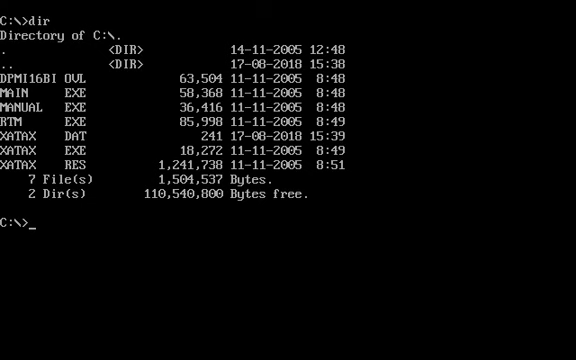 C:\>dir
Directory of C:\.
.              <DIR>            14-11-2005 12:48
..             <DIR>            17-08-2018 15:38
DPMI16BI OVL             63,504 11-11-2005  8:48
MAIN     EXE             58,368 11-11-2005  8:48
MANUAL   EXE             36,416 11-11-2005  8:48
RTM      EXE             85,998 11-11-2005  8:49
XATAX    DAT                241 17-08-2018 15:39
XATAX    EXE             18,272 11-11-2005  8:49
XATAX    RES          1,241,738 11-11-2005  8:51
    7 File(s)         1,504,537 Bytes.
    2 Dir(s)        110,540,800 Bytes free.
C:\>_